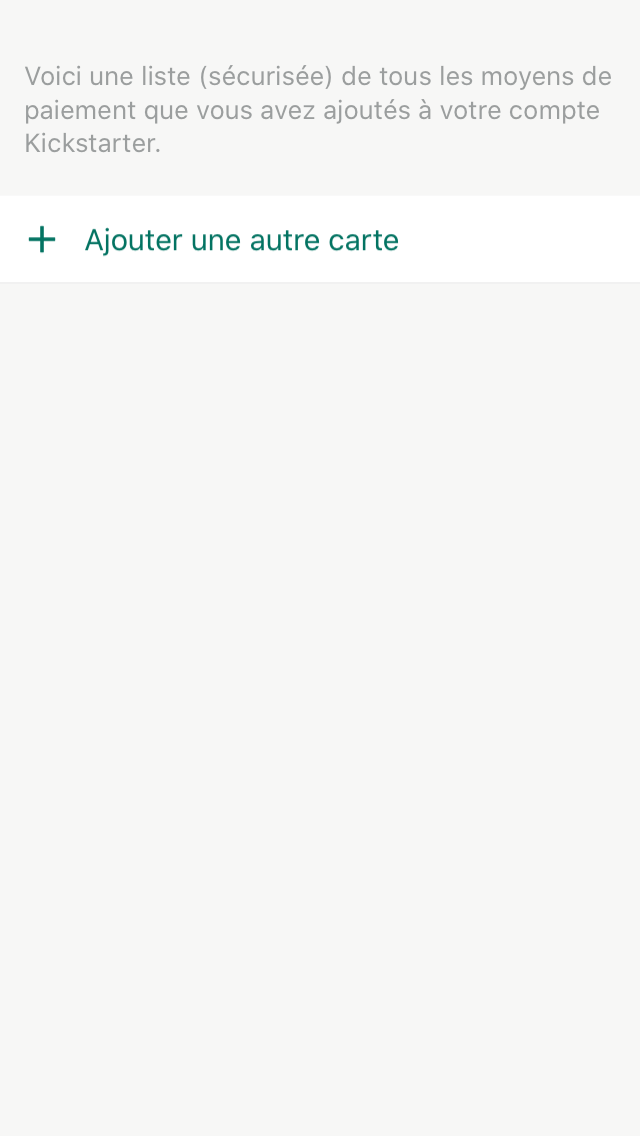 Voici une liste (sécurisée) de tous les moyens de
paiement que vous avez ajoutés à votre compte
Kickstarter.
Ajouter une autre carte